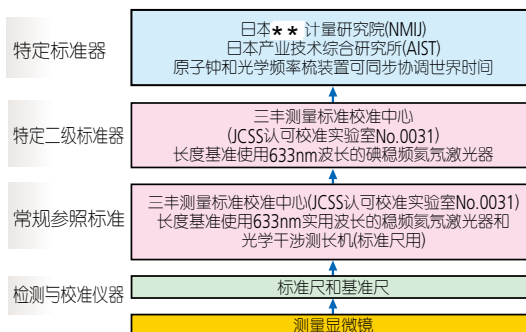 特定标准器
日本**计量研究院(NMIJ)
日本产业技术综合研究所(AIST)
原子钟和光学频率梳装置可同步协调世界时间
特定二级标准器
三丰测量标准校准中心
(JCSS认可校准实验室No.0031)
长度基准使用633nm波长的碘稳频氦氖激光器
常规参照标准
三丰测量标准校准中心(JCSS认可校准实验室No.0031)
长度基准使用633nm实用波长的稳频氦氖激光器和
光学干涉测长机(标准尺用)
检测与校准仪器
标准尺和基准尺
测量显微镜